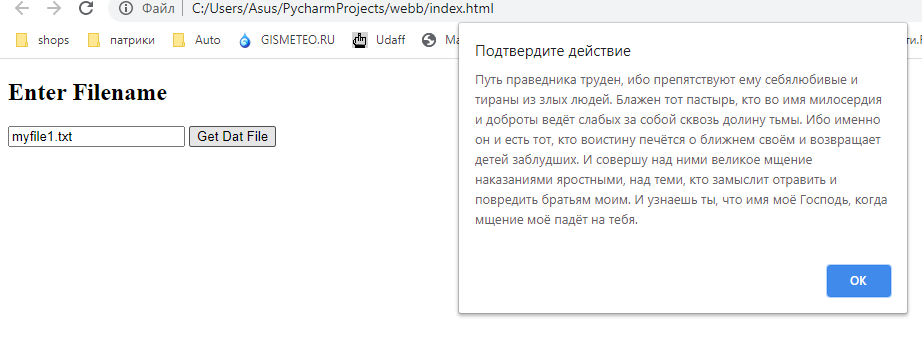 Файл C:/Users/Asus/PycharmProjects/webb/index.html
shops патрики Auto GISMETEO.RU Udaff
Enter Filename
myfile1.txt Get Dat File
Подтвердите действие
Путь праведника труден, ибо препятствуют ему себялюбивые и
тираны из злых людей. Блажен тот пастырь, кто во имя милосердия
и доброты ведёт слабых за собой сквозь долину тьмы. Ибо именно
он и есть тот, кто воистину печётся о ближнем своём и возвращает
детей заблудших. И совершу над ними великое мщение
наказаниями яростными, над теми, кто замыслит отравить и
повредить братьям моим. И узнаешь ты, что имя моё Господь, когда
мщение моё падёт на тебя.
OK